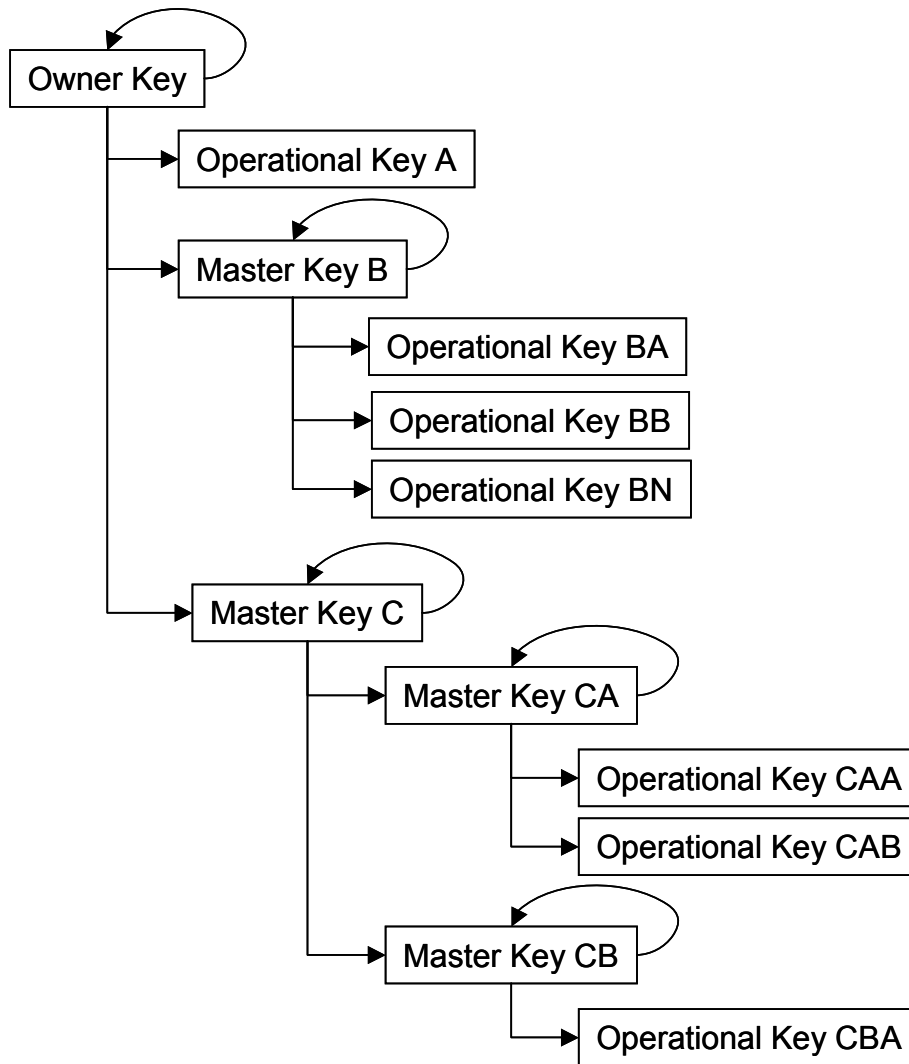 Owner Key
Operational Key A
Master Key B
Operational Key BA
Operational Key BB
Operational Key BN
Master Key C
Master Key CA
Operational Key CAA
Operational Key CAB
Master Key CB
Operational Key CBA